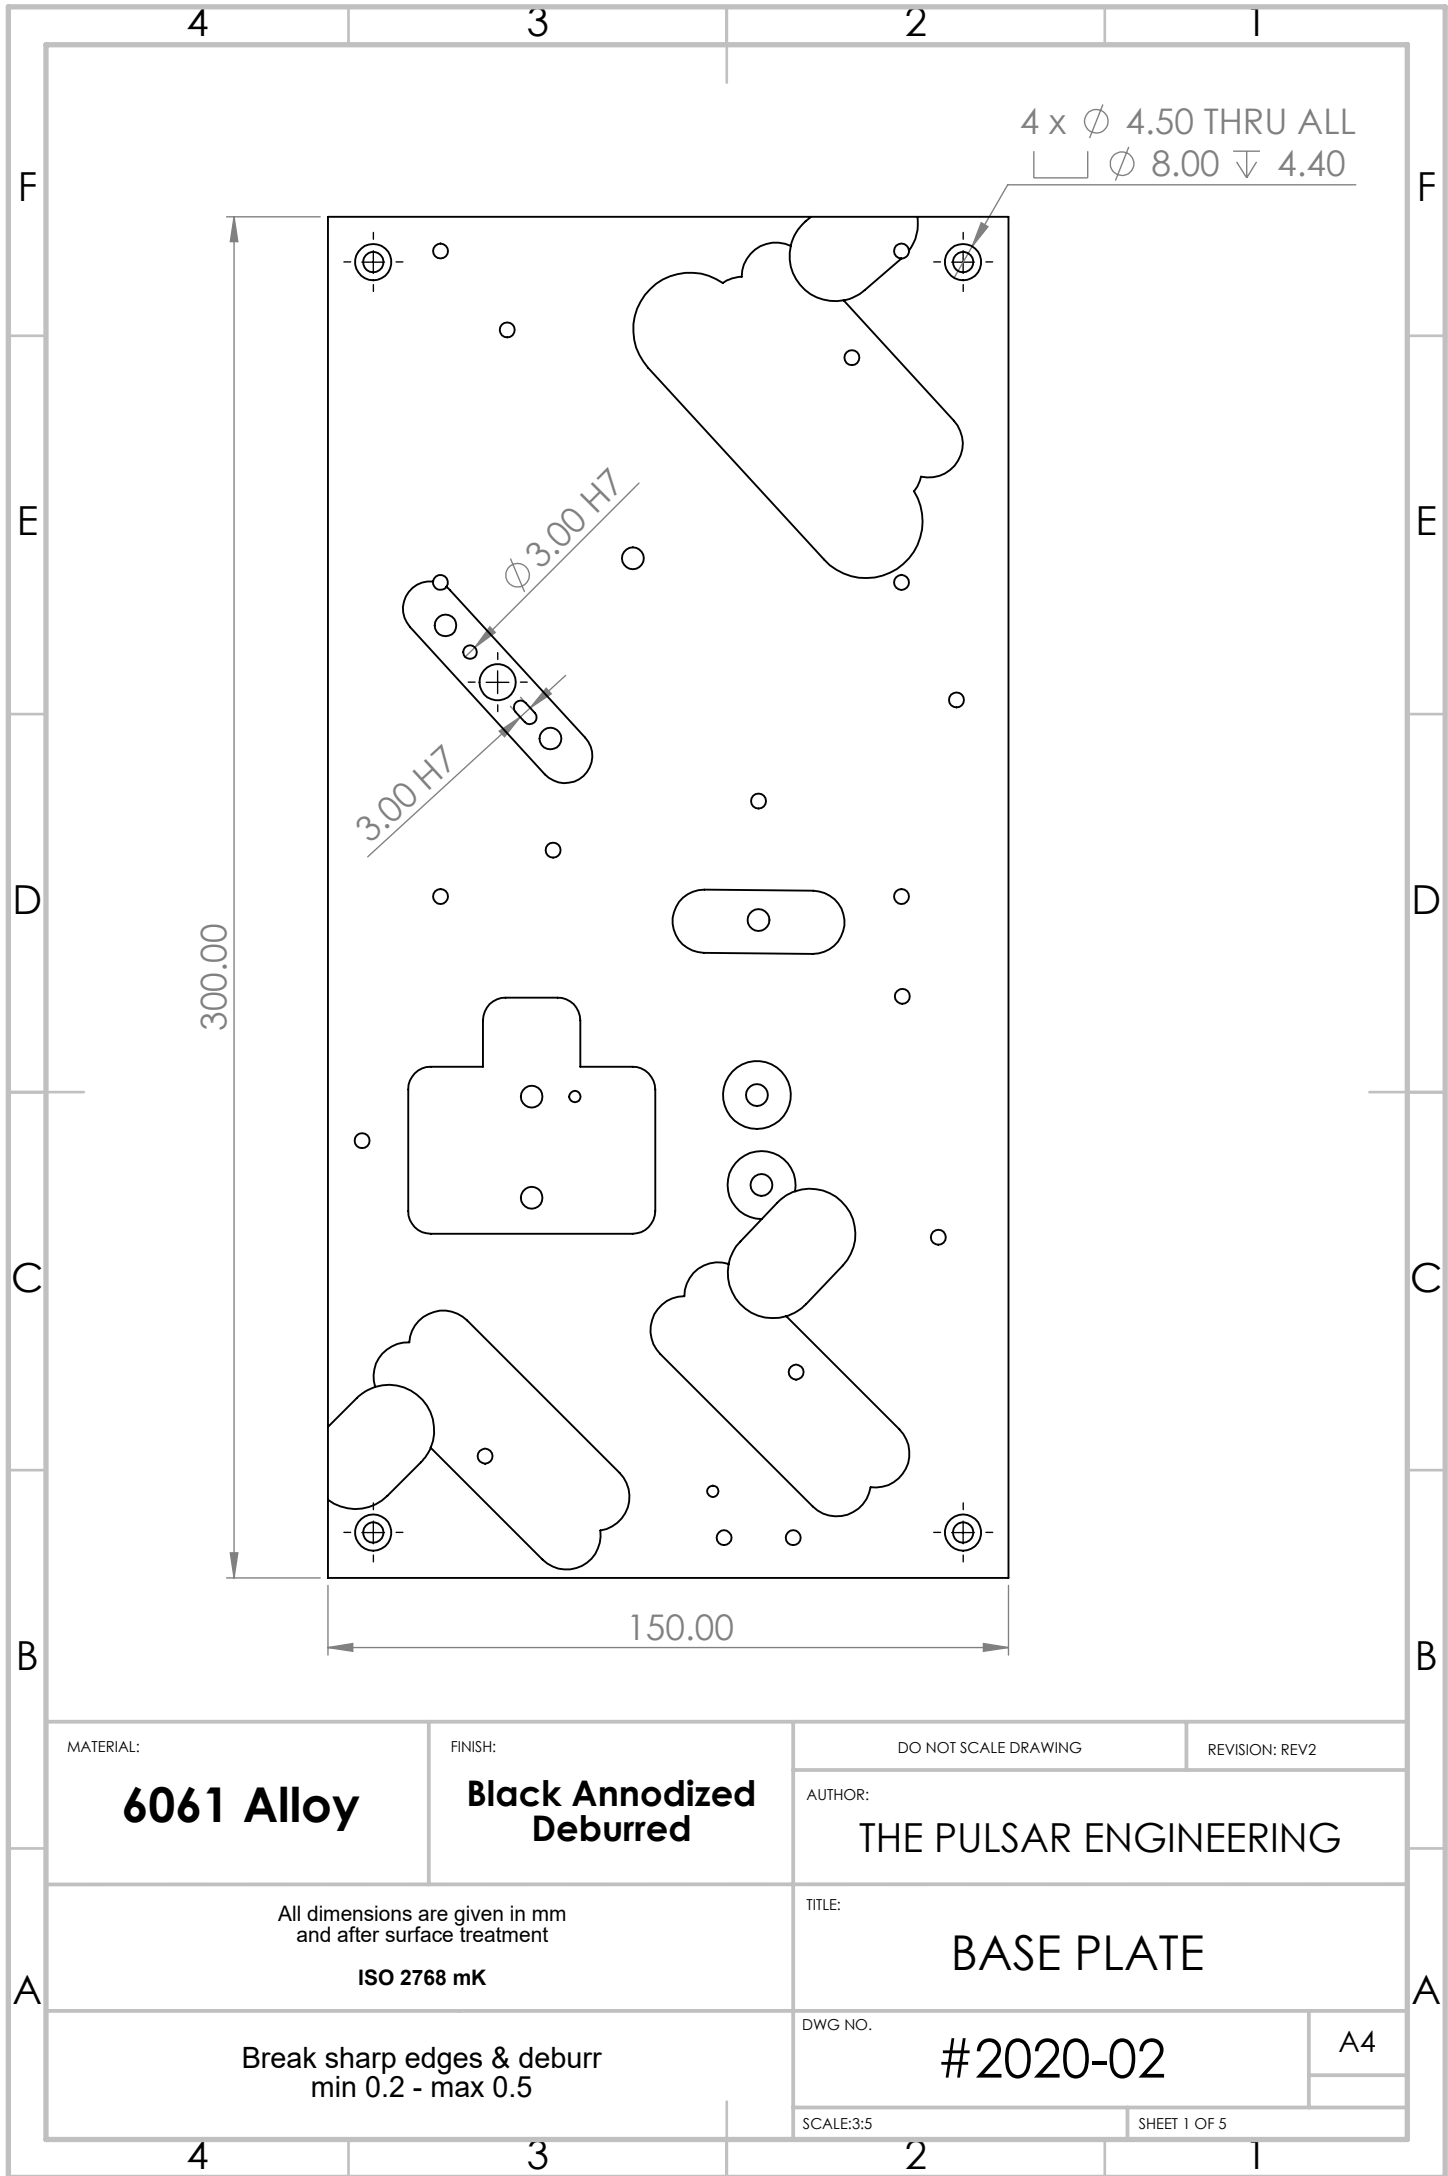 4 3 2 1
F F
E E
D D
C C
B B
A A
4 x ∅ 4.50 THRU ALL
⌴ ∅ 8.00 ↧ 4.40
∅ 3.00 H7
3.00 H7
300.00
150.00
MATERIAL:
6061 Alloy
FINISH:
Black Annodized
Deburred
DO NOT SCALE DRAWING
REVISION: REV2
AUTHOR:
THE PULSAR ENGINEERING
All dimensions are given in mm
and after surface treatment
ISO 2768 mK
TITLE:
BASE PLATE
Break sharp edges & deburr
min 0.2 - max 0.5
DWG NO.
#2020-02
A4
SCALE:3:5
SHEET 1 OF 5
4 3 2 1